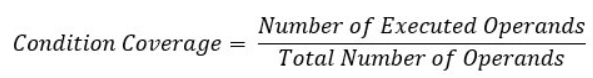 Condition Coverage = Number of Executed Operands / Total Number of Operands